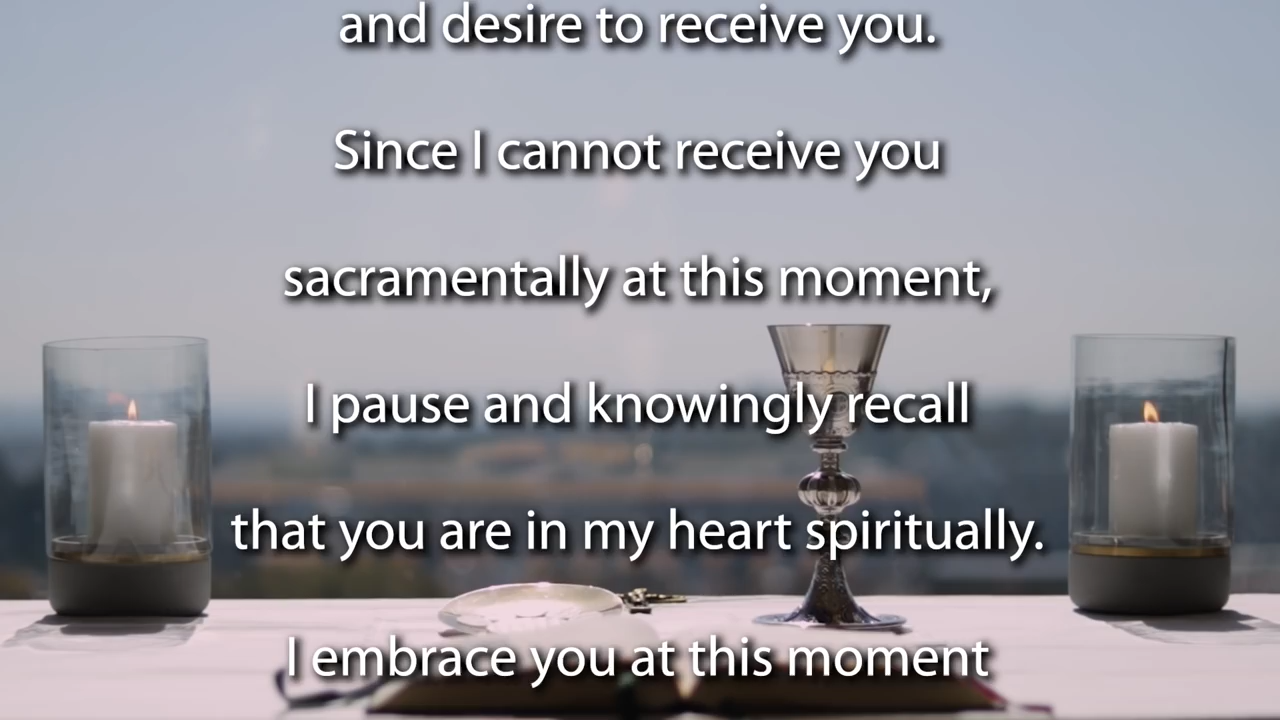 and desire to receive you.
Since I cannot receive you
sacramentally at this moment,
I pause and knowingly recall
that you are in my heart spiritually.
I embrace you at this moment